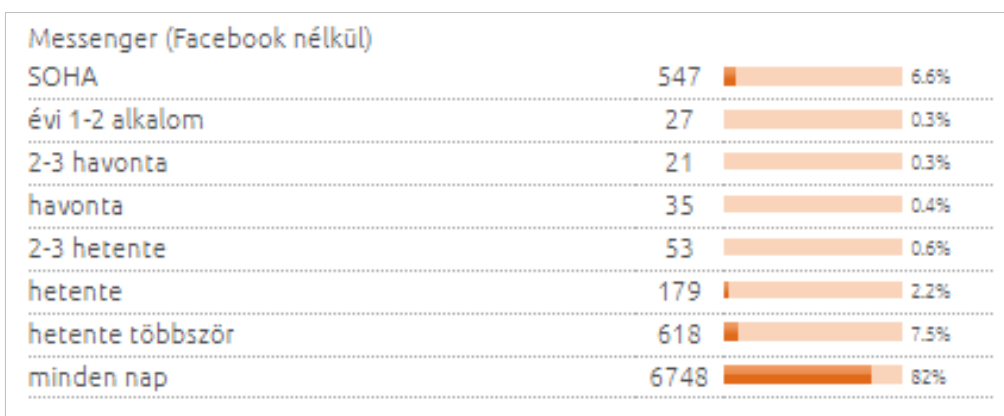 Messenger (Facebook nélkül)
SOHA 547 6.6%
évi 1-2 alkalom 27 0.3%
2-3 havonta 21 0.3%
havonta 35 0.4%
2-3 hetente 53 0.6%
hetente 179 2.2%
hetente többször 618 7.5%
minden nap 6748 82%